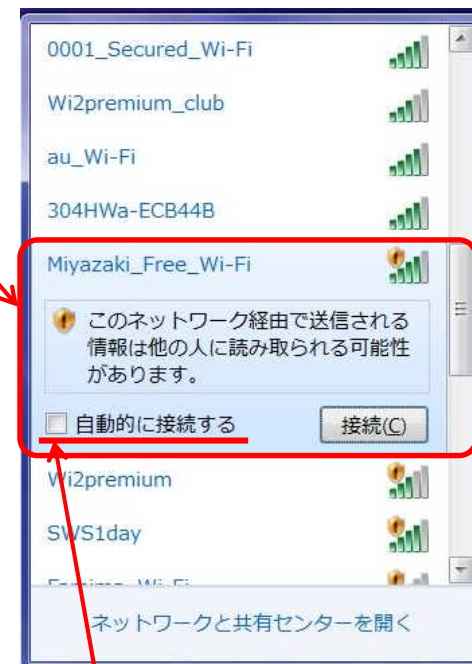 0001_Secured_Wi-Fi
Wi2premium_club
au_Wi-Fi
304HWa-ECB44B
Miyazaki_Free_Wi-Fi
このネットワーク経由で送信される
情報は他の人に読み取られる可能性
があります。
自動的に接続する 接続(C)
Wi2premium
SWS1day
ネットワークと共有センターを開く